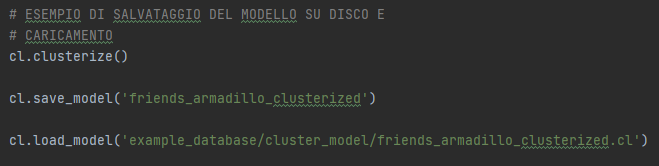 # ESEMPIO DI SALVATAGGIO DEL MODELLO SU DISCO E
# CARICAMENTO
cl.clusterize()
cl.save_model('friends_armadillo_clusterized')
cl.load_model('example_database/cluster_model/friends_armadillo_clusterized.cl')